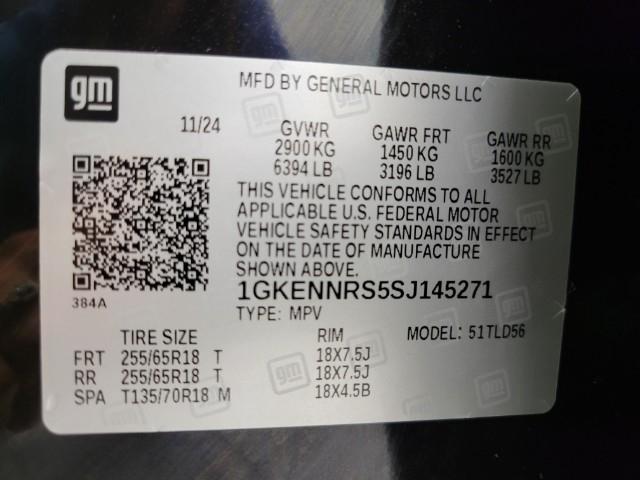 gm
MFD BY GENERAL MOTORS LLC
11/24
GVWR GAWR FRT GAWR RR
2900 KG 1450 KG 1600 KG
6394 LB 3196 LB 3527 LB
THIS VEHICLE CONFORMS TO ALL
APPLICABLE U.S. FEDERAL MOTOR
VEHICLE SAFETY STANDARDS IN EFFECT
ON THE DATE OF MANUFACTURE
SHOWN ABOVE.
384A
1GKENNRS5SJ145271
TYPE: MPV
TIRE SIZE RIM MODEL: 51TLD56
FRT 255/65R18 T 18X7.5J
RR 255/65R18 T 18X7.5J
SPA T135/70R18 M 18X4.5B